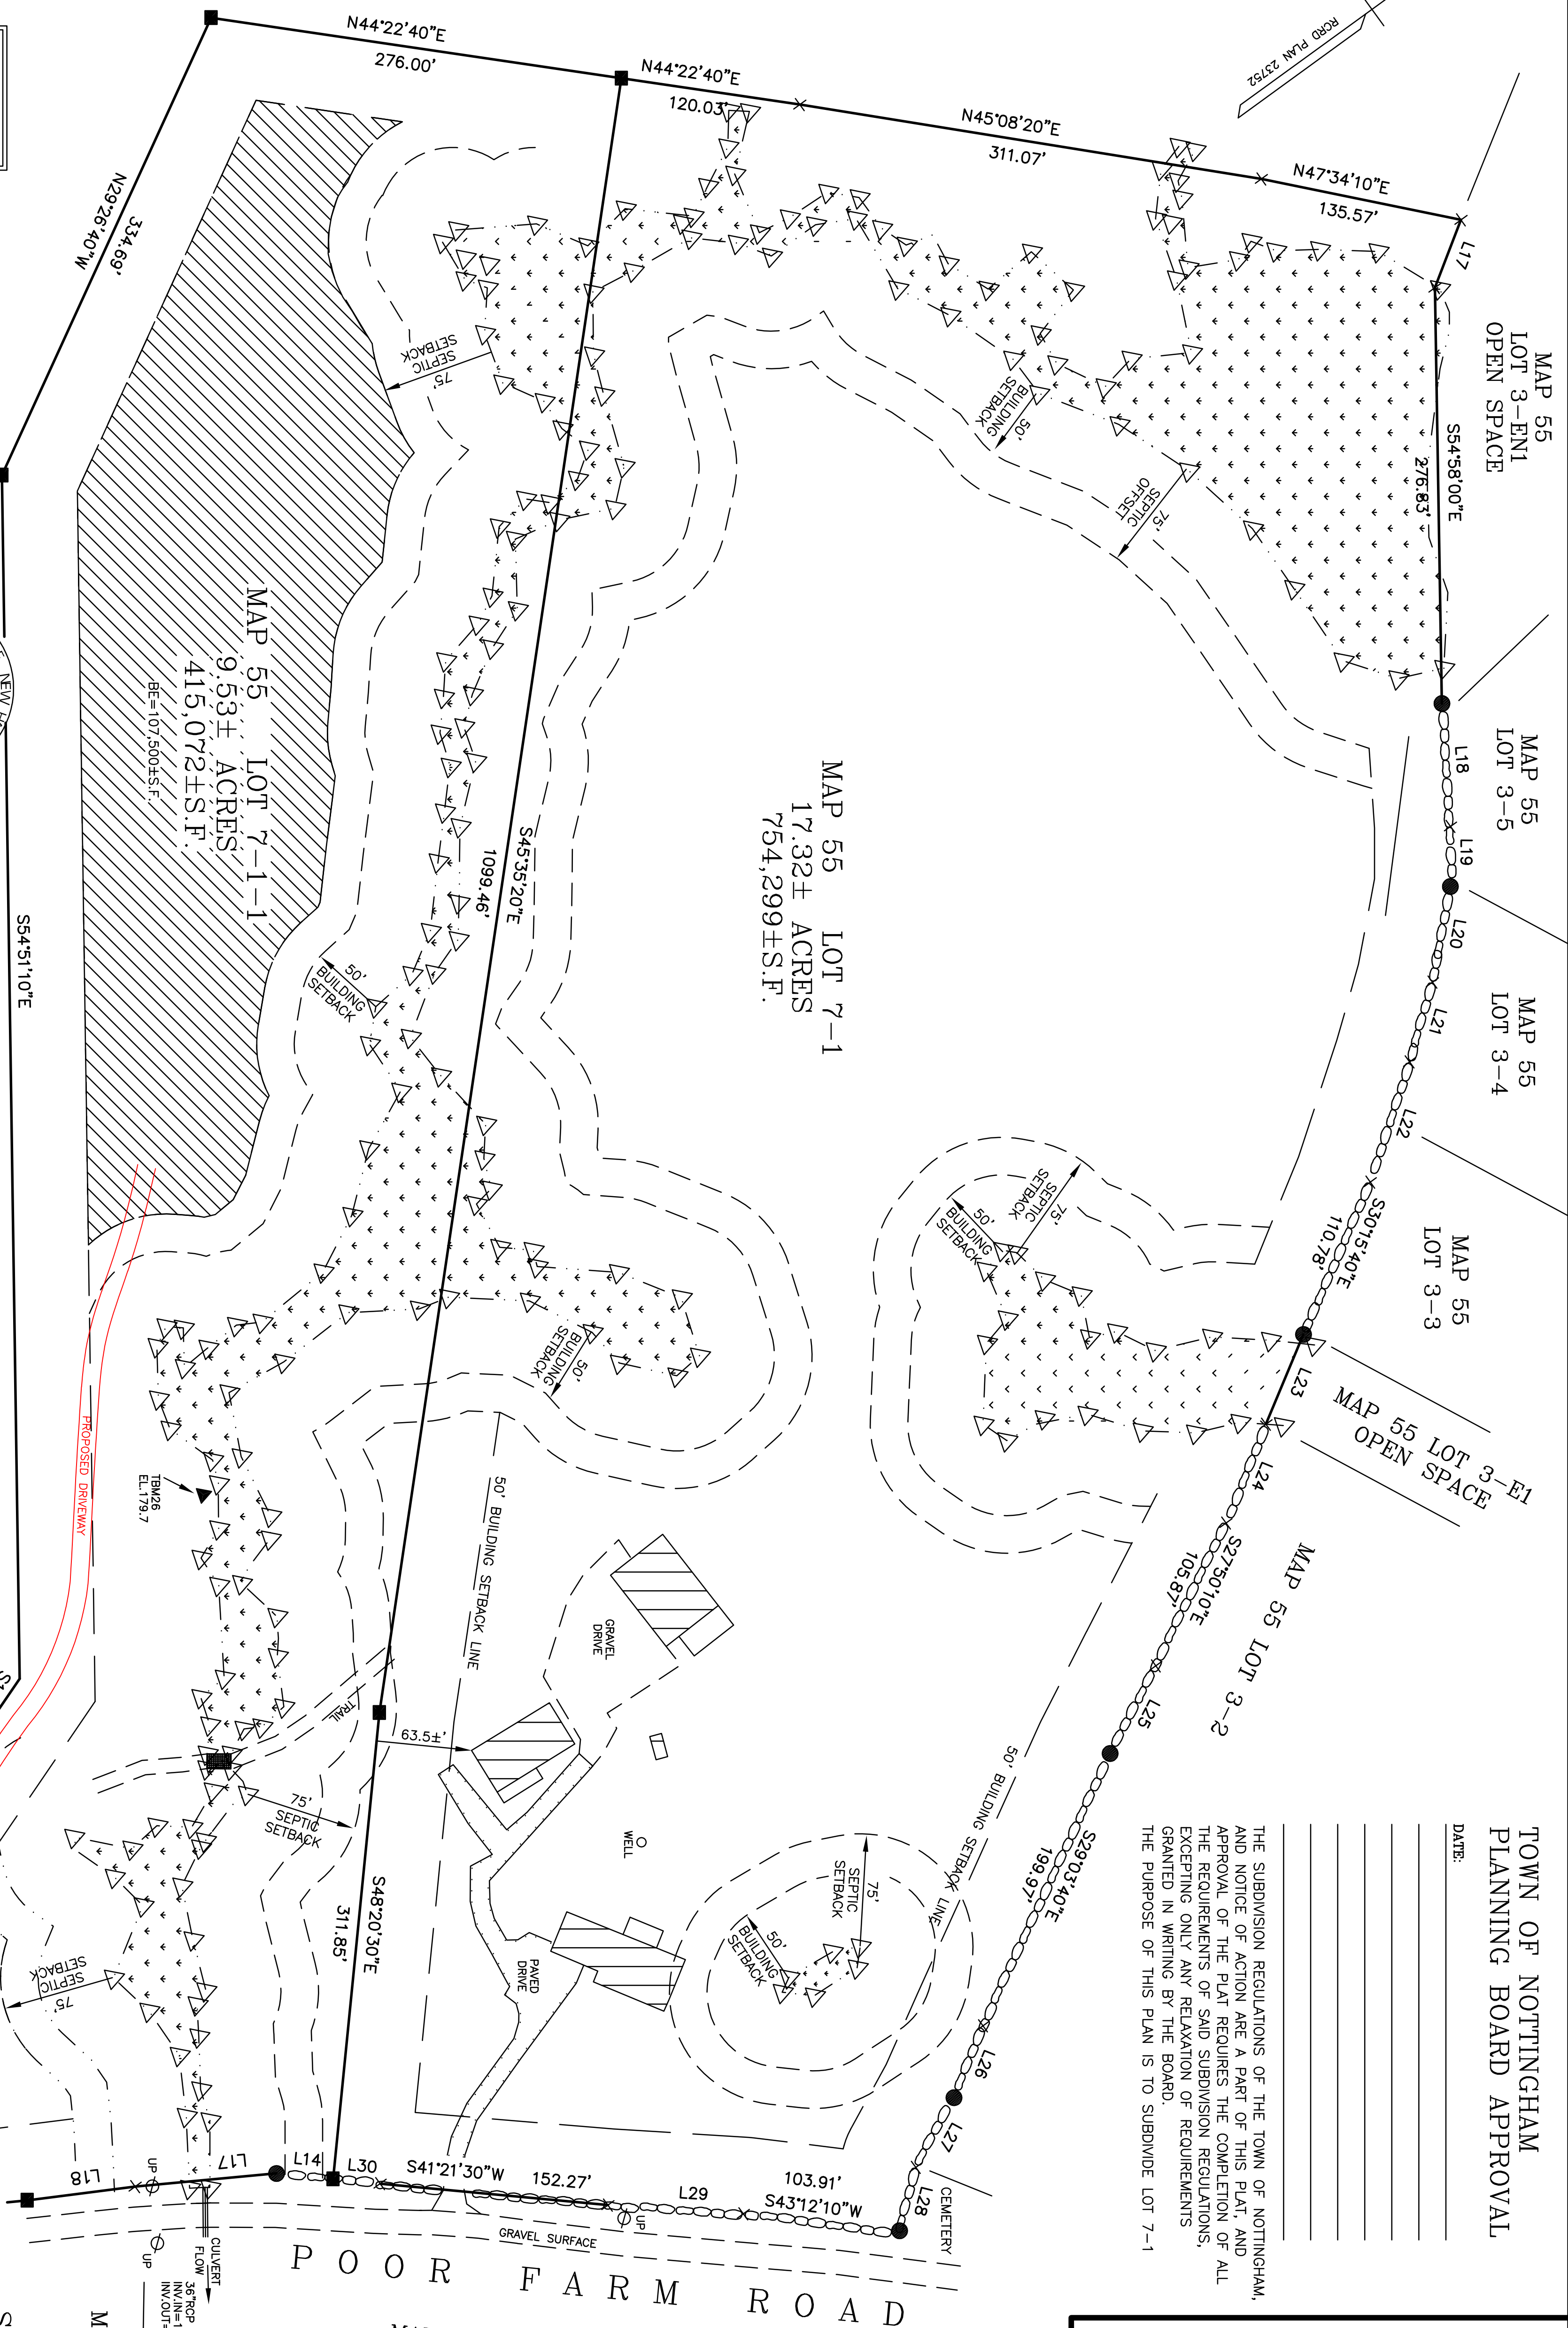 TOWN OF NOTTINGHAM
PLANNING BOARD APPROVAL
DATE:
THE SUBDIVISION REGULATIONS OF THE TOWN OF NOTTINGHAM,
AND NOTICE OF ACTION ARE A PART OF THIS PLAT, AND
APPROVAL OF THE PLAT REQUIRES THE COMPLETION OF ALL
THE REQUIREMENTS OF SAID SUBDIVISION REGULATIONS,
EXCEPTING ONLY ANY RELAXATION OF REQUIREMENTS
GRANTED IN WRITING BY THE BOARD.
THE PURPOSE OF THIS PLAN IS TO SUBDIVIDE LOT 7-1
RCRD PLAN 23752
MAP 55
LOT 3-EN1
OPEN SPACE
MAP 55
LOT 3-5
MAP 55
LOT 3-4
MAP 55
LOT 3-3
MAP 55 LOT 3-E1
OPEN SPACE
MAP 55 LOT 3-2
N44°22'40"E
276.00'
N44°22'40"E
120.03'
N45°08'20"E
311.07'
N47°34'10"E
135.57'
L17
S54°58'00"E
276.83'
L18
L19
L20
L21
L22
S30°15'40"E
110.78'
L23
L24
S27°50'10"E
105.87'
L25
S29°03'40"E
199.97'
L26
L27
L28
CEMETERY
103.91'
S43°12'10"W
L29
UP
152.27'
S41°21'30"W
L30
L14
L17
UP
L18
UP
GRAVEL SURFACE
POOR FARM ROAD
CULVERT
FLOW
36"RCP
INV.IN=1
INV.OUT=
MAP 55 LOT 7-1
17.32± ACRES
754,299±S.F.
50'
BUILDING
SETBACK
75'
SEPTIC
OFFSET
75'
SEPTIC
SETBACK
50'
BUILDING
SETBACK
50' BUILDING SETBACK LINE
75'
SEPTIC
SETBACK
50'
BUILDING
SETBACK
WELL
PAVED
DRIVE
GRAVEL
DRIVE
50' BUILDING SETBACK LINE
50'
BUILDING
SETBACK
63.5±'
S45°35'20"E
1099.46'
S48°20'30"E
311.85'
TRAIL
75'
SEPTIC
SETBACK
75'
SEPTIC
SETBACK
50'
BUILDING
SETBACK
75'
SEPTIC
SETBACK
TBM26
EL.179.7
PROPOSED DRIVEWAY
MAP 55 LOT 7-1-1
9.53± ACRES
415,072±S.F.
BE=107,500±S.F.
N29°26'40"W
334.69'
S54°51'10"E
NEW
M
S